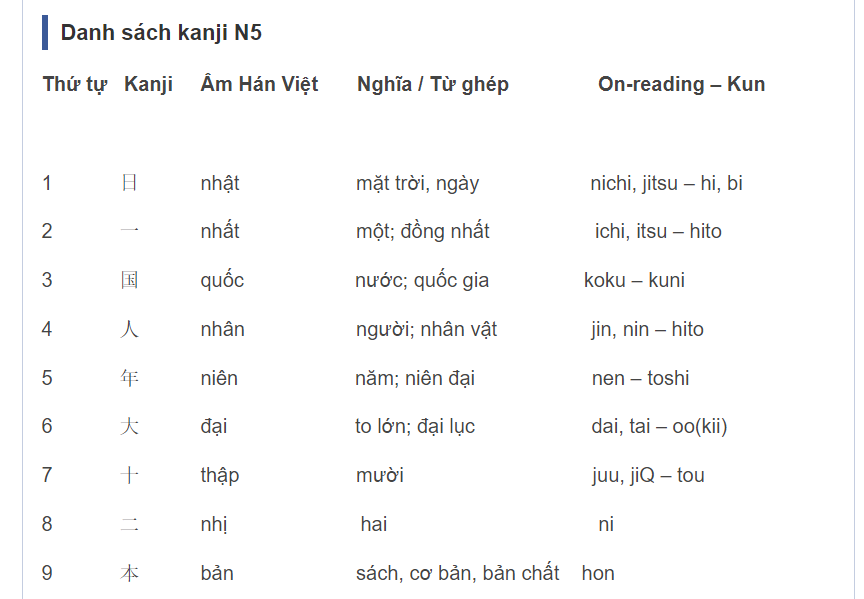 Danh sách kanji N5
Thứ tự Kanji Âm Hán Việt Nghĩa / Từ ghép On-reading – Kun
1 日 nhật mặt trời, ngày nichi, jitsu – hi, bi
2 一 nhất một; đồng nhất ichi, itsu – hito
3 国 quốc nước; quốc gia koku – kuni
4 人 nhân người; nhân vật jin, nin – hito
5 年 niên năm; niên đại nen – toshi
6 大 đại to lớn; đại lục dai, tai – oo(kii)
7 十 thập mười juu, jiQ – tou
8 二 nhị hai ni
9 本 bản sách, cơ bản, bản chất hon